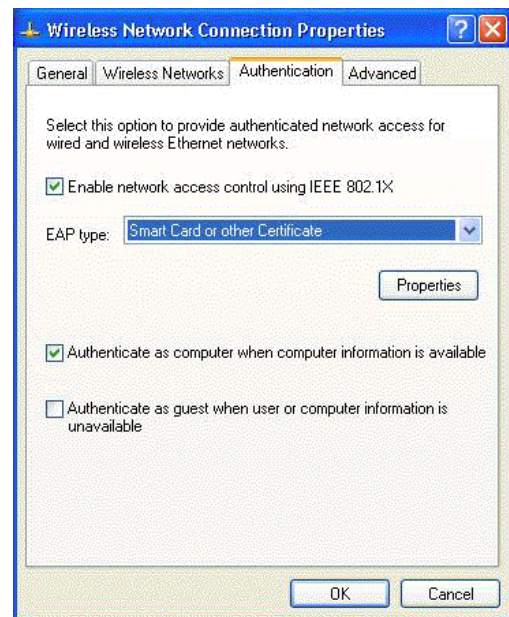 Wireless Network Connection Properties
General Wireless Networks Authentication Advanced
Select this option to provide authenticated network access for
wired and wireless Ethernet networks.
Enable network access control using IEEE 802.1X
EAP type: Smart Card or other Certificate
Properties
Authenticate as computer when computer information is available
Authenticate as guest when user or computer information is
unavailable
OK Cancel